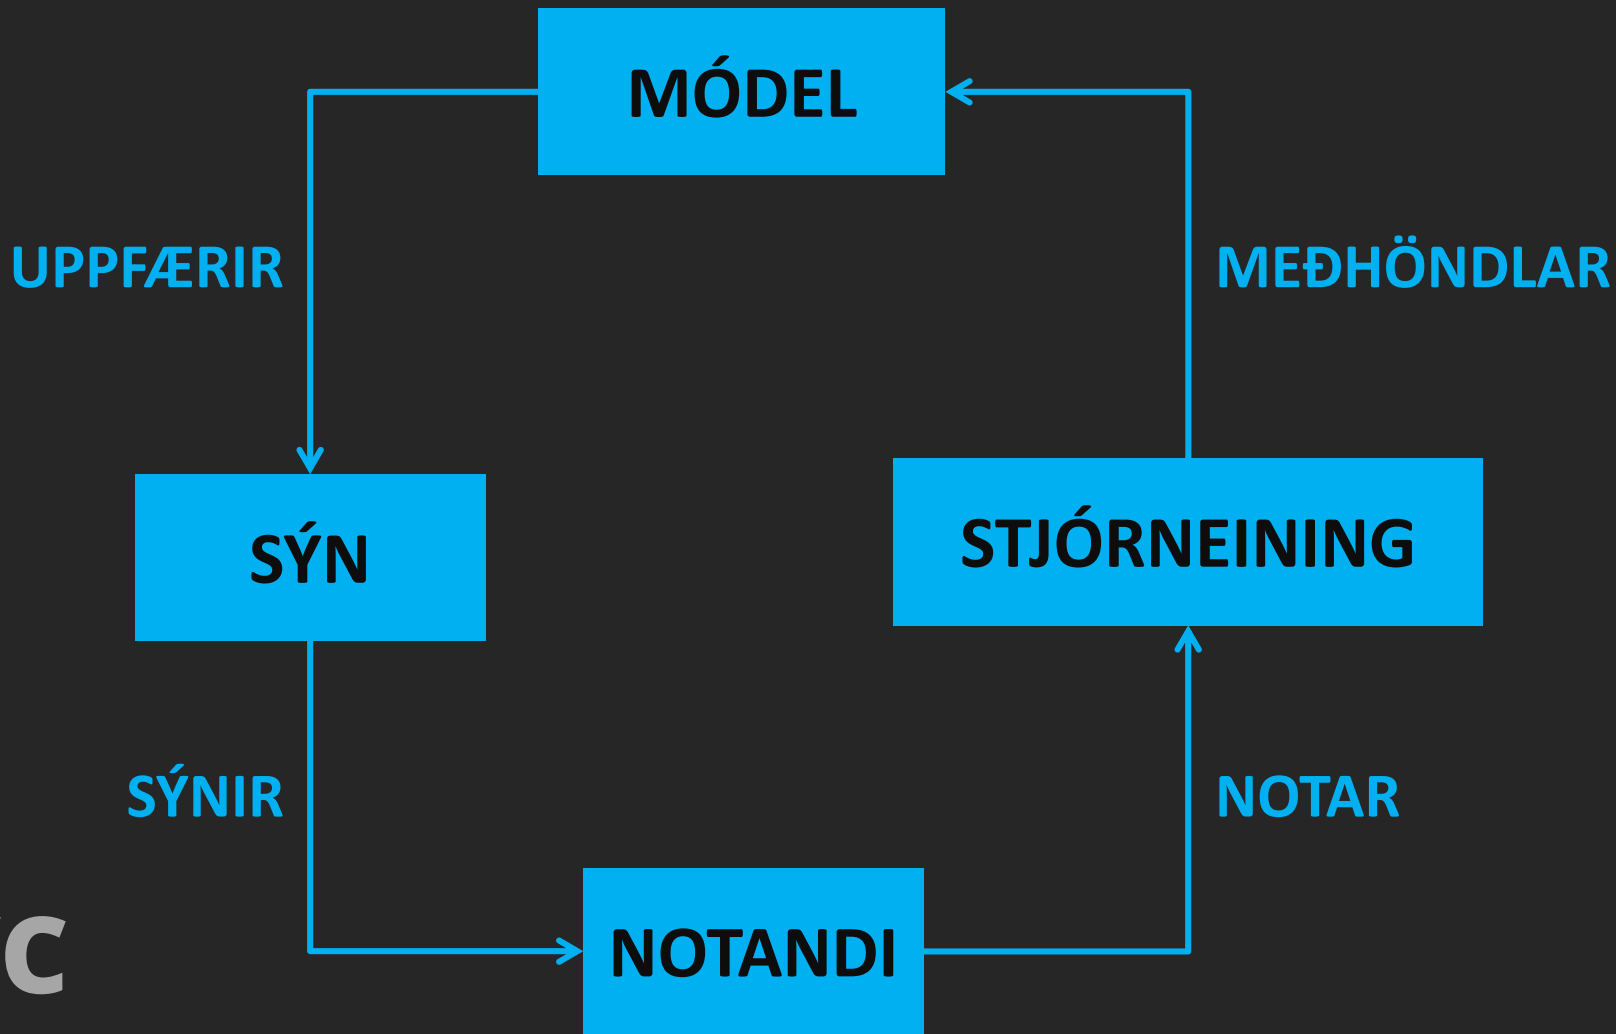 MÓDEL
UPPFÆRIR
MEÐHÖNDLAR
SÝN
STJÓRNEINING
SÝNIR
NOTAR
NOTANDI